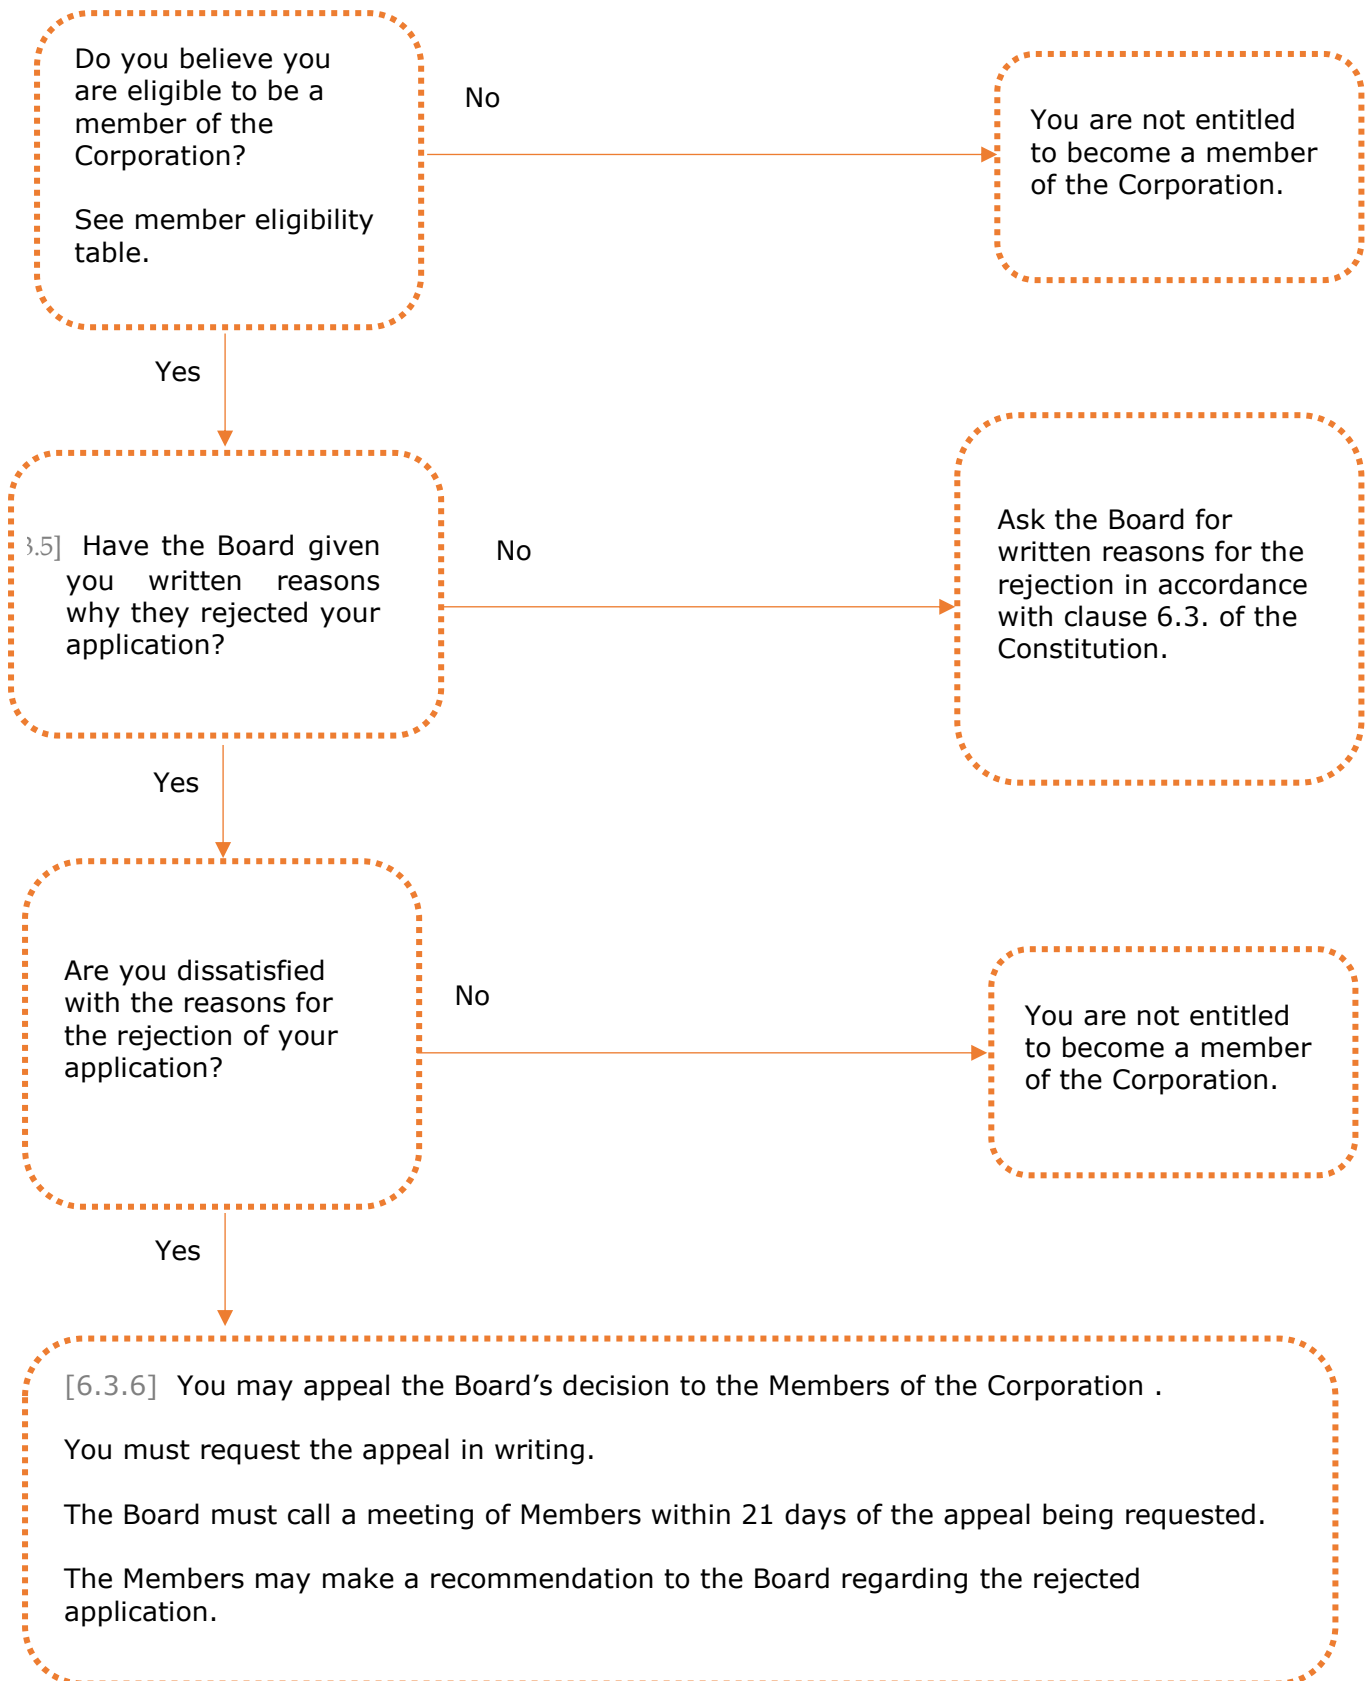 Do you believe you
are eligible to be a
member of the
Corporation?
See member eligibility
table.
No
You are not entitled
to become a member
of the Corporation.
Yes
3.5] Have the Board given
you written reasons
why they rejected your
application?
No
Ask the Board for
written reasons for the
rejection in accordance
with clause 6.3. of the
Constitution.
Yes
Are you dissatisfied
with the reasons for
the rejection of your
application?
No
You are not entitled
to become a member
of the Corporation.
Yes
[6.3.6] You may appeal the Board’s decision to the Members of the Corporation .
You must request the appeal in writing.
The Board must call a meeting of Members within 21 days of the appeal being requested.
The Members may make a recommendation to the Board regarding the rejected
application.